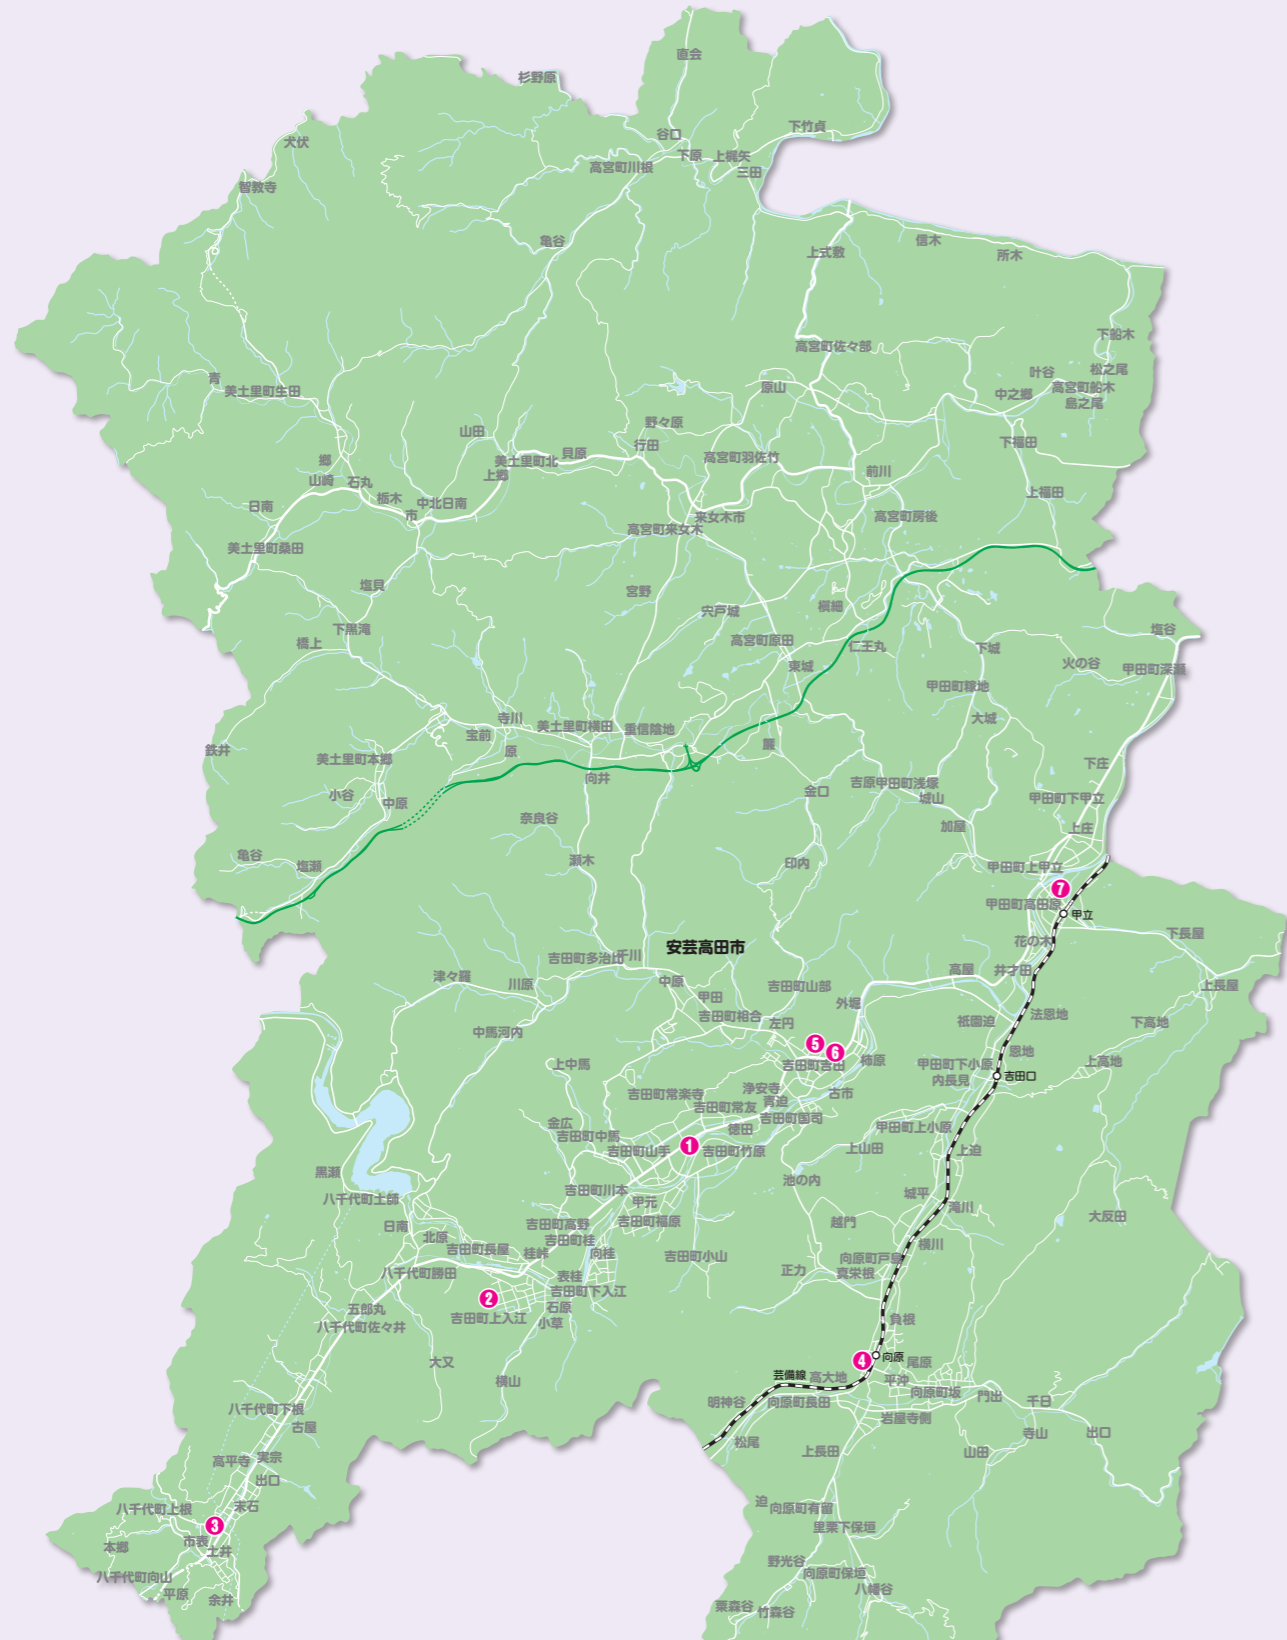 直会
杉野原
犬伏
谷口
下竹貞
下原
上梶矢
三田
高宮町川根
智教寺
亀谷
上式敷
信木
所木
下船木
高宮町佐々部
叶谷
松之尾
高宮町船木
中之郷
島之尾
青
美土里町生田
原山
野々原
山田
行田
貝原
美土里町北
上郷
高宮町羽佐竹
下福田
前川
郷
山崎
石丸
栃木
中北日南
市
日南
上福田
来女木市
高宮町来女木
高宮町房後
美土里町桑田
塩貝
宮野
宍戸城
槇細
下黒滝
橋上
高宮町原田
仁王丸
下城
塩谷
火の谷
甲田町深瀬
東城
甲田町糘地
大城
寺川
美土里町横田
重信陰地
宝前
原
簾
鉄井
美土里町本郷
向井
下庄
小谷
中原
金口
吉原
甲田町浅塚
城山
甲田町下甲立
奈良谷
加屋
上庄
亀谷
塩瀬
瀬木
印内
甲田町上甲立
7
甲田町高田原
甲立
花の木
下長屋
安芸高田市
吉田町多治比
千川
津々羅
川原
中原
甲田
吉田町山部
高屋
井才田
上長屋
外堀
吉田町相合
左円
祇園迫
法恩地
下高地
中馬河内
5
6
恩地
上中馬
吉田町吉田
柿原
甲田町下小原
吉田口
内長見
上高地
吉田町常楽寺
浄安寺
青迫
古市
吉田町常友
吉田町国司
金広
吉田町中馬
徳田
甲田町上小原
1
吉田町山手
吉田町竹原
上山田
上迫
黒瀬
池の内
八千代町土師
吉田町川本
甲元
城平
滝川
日南
吉田町高野
吉田町福原
越門
大反田
北原
吉田町長屋
吉田町桂
桂峠
向桂
吉田町小山
向原町戸島
横川
八千代町勝田
表桂
正力
真栄根
2
吉田町下入江
五郎丸
吉田町上入江
石原
小草
八千代町佐々井
負根
大又
4
向原
尾原
横山
芸備線
高大地
平沖
向原町坂
門出
千日
明神谷
向原町長田
八千代町下根
古屋
岩屋寺側
寺山
出口
松尾
上長田
山田
高平寺
実宗
出口
迫
向原町有留
八千代町上根
末石
3
里栗下保垣
市表
土井
本郷
野光谷
向原町保垣
八千代町向山
平原
余井
八幡谷
粟森谷
竹森谷